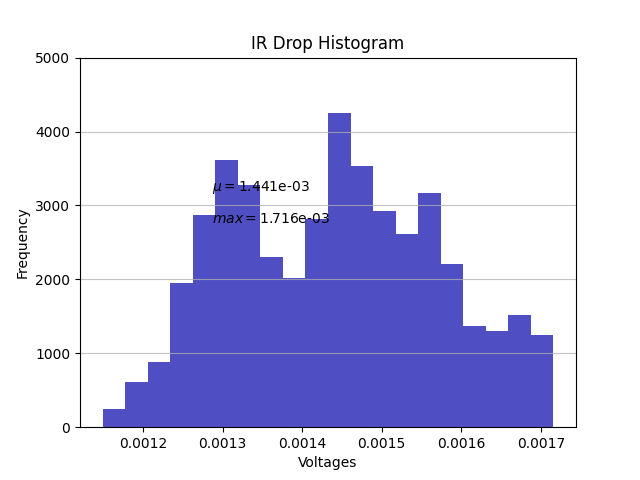 IR Drop Histogram
5000
4000
3000
2000
1000
0
Frequency
μ = 1.441e-03
max = 1.716e-03
0.0012 0.0013 0.0014 0.0015 0.0016 0.0017
Voltages